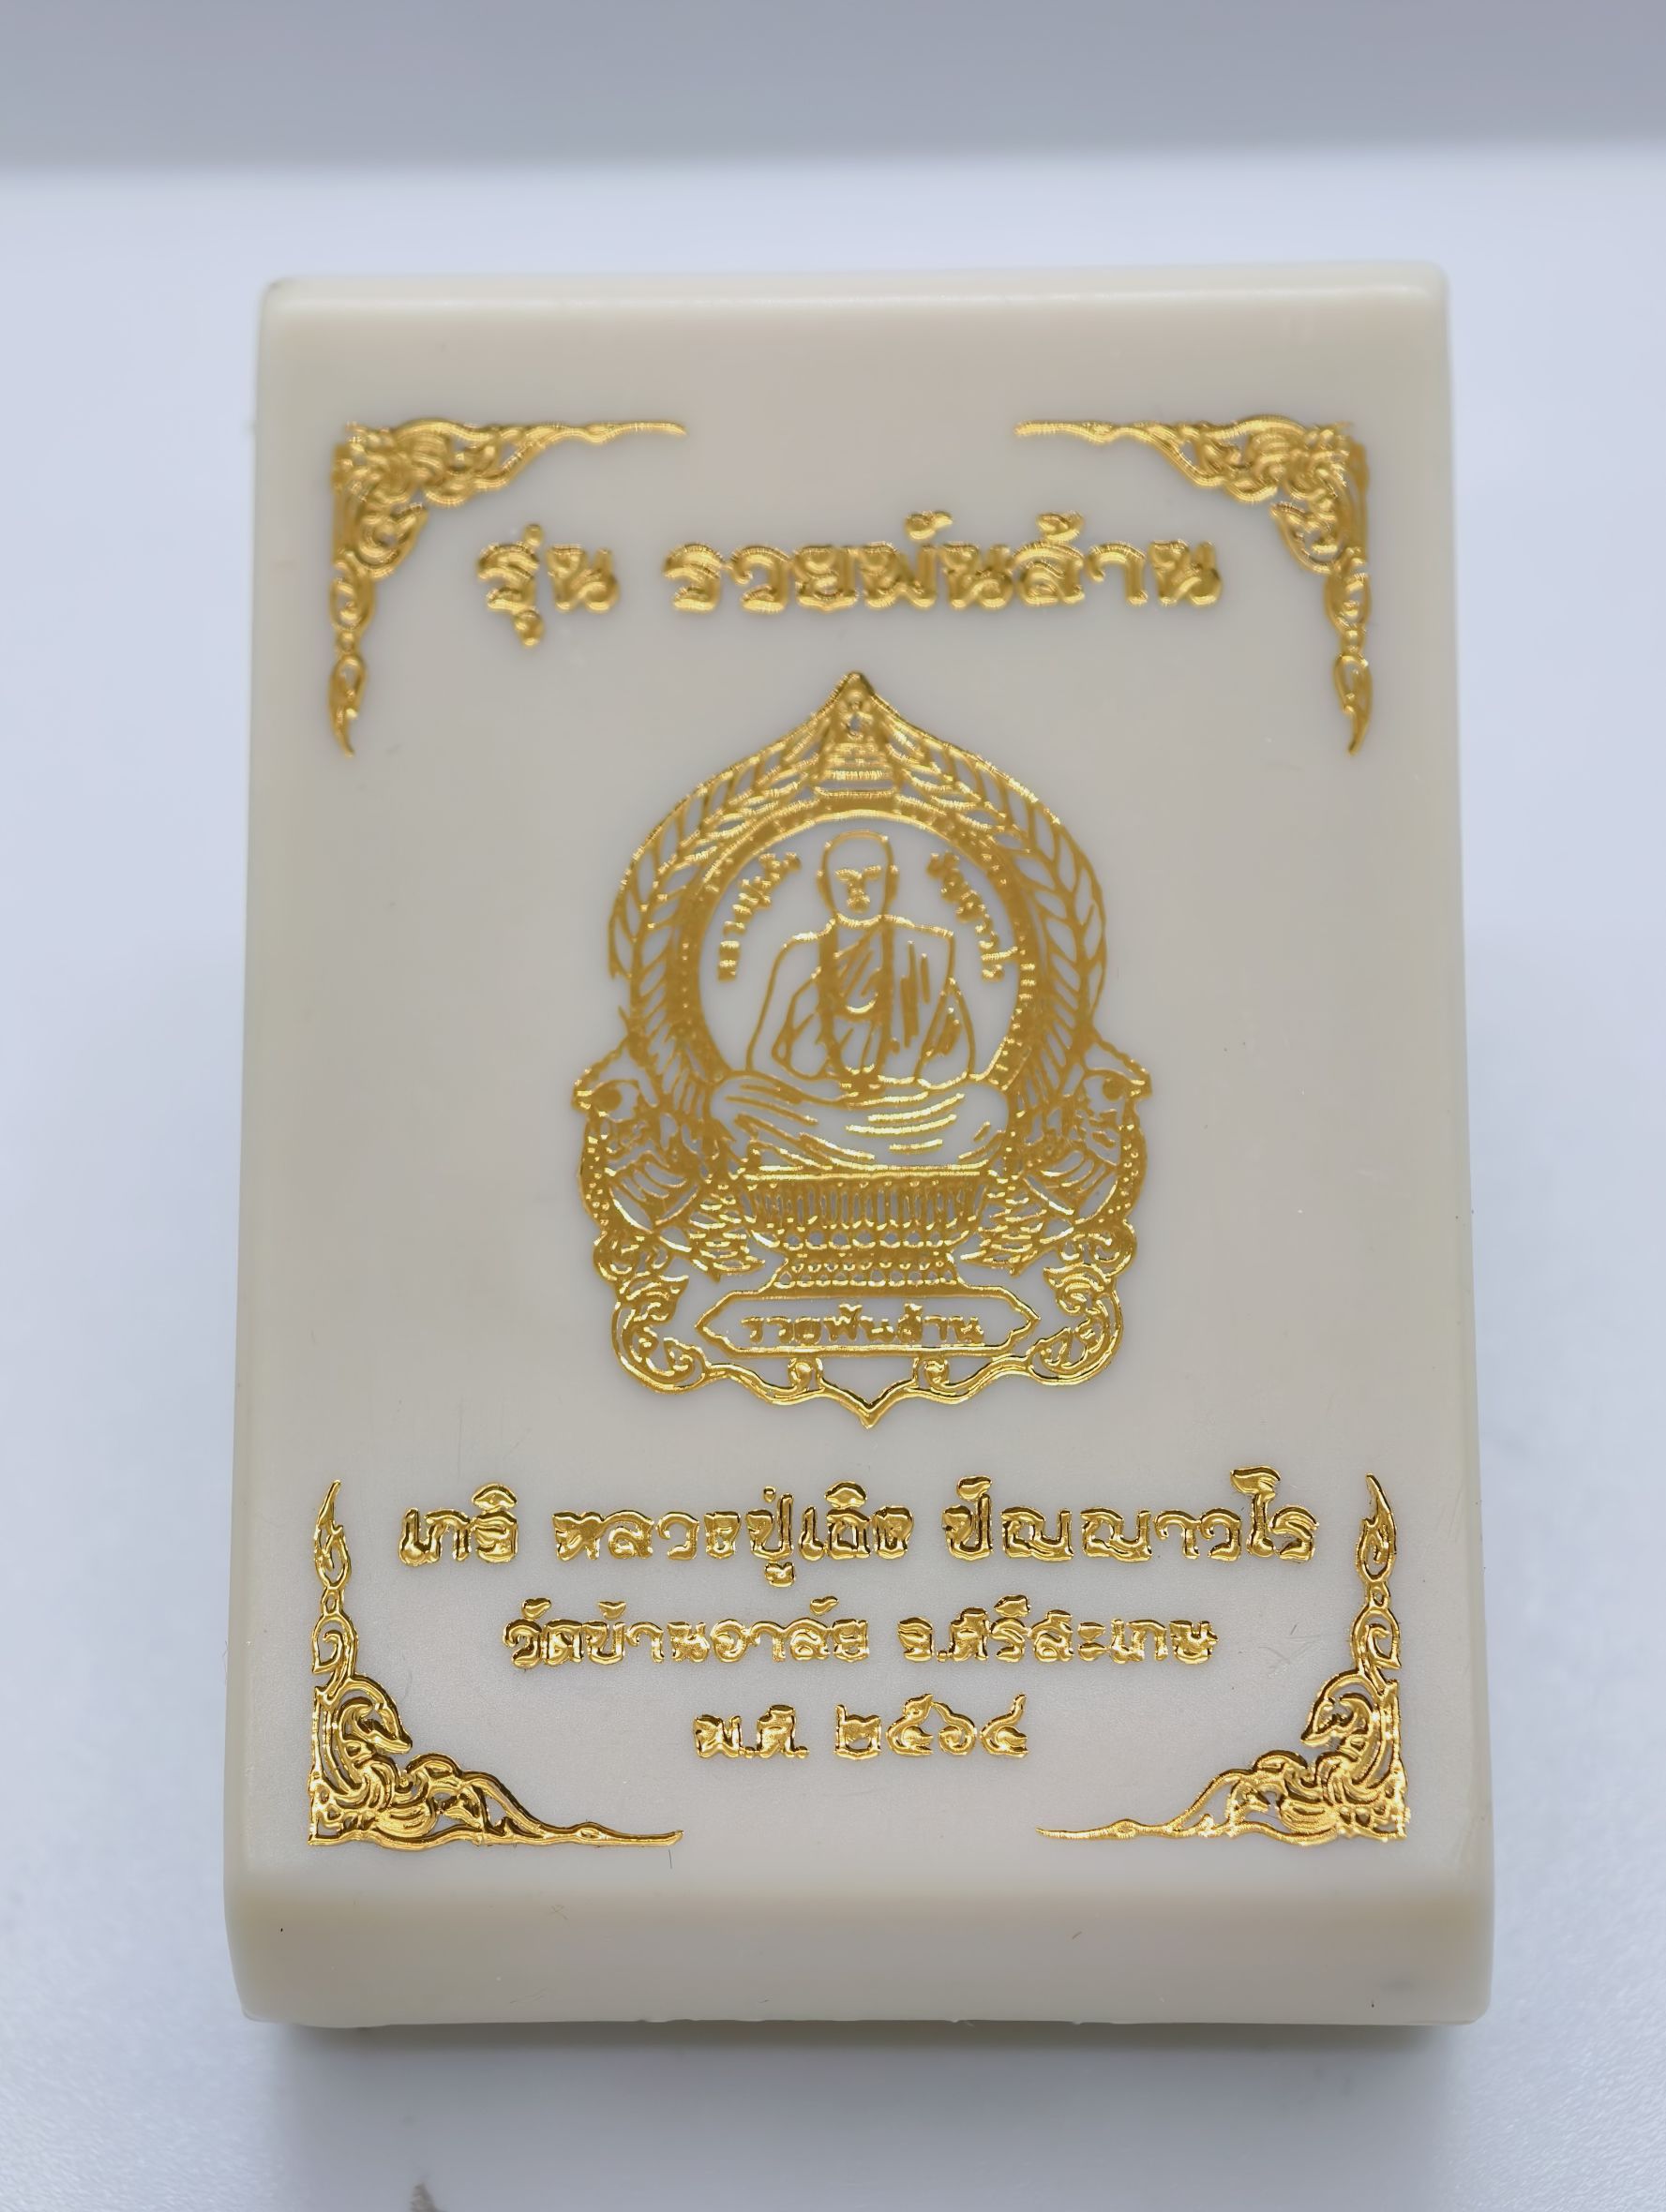 รุ่น รวยพันล้าน
รวยพันล้าน
เกจิ หลวงปู่เฮิง ปัญญาวโร
วัดบ้านอาลัย จ.ศรีสะเกษ
พ.ศ. ๒๕๖๔